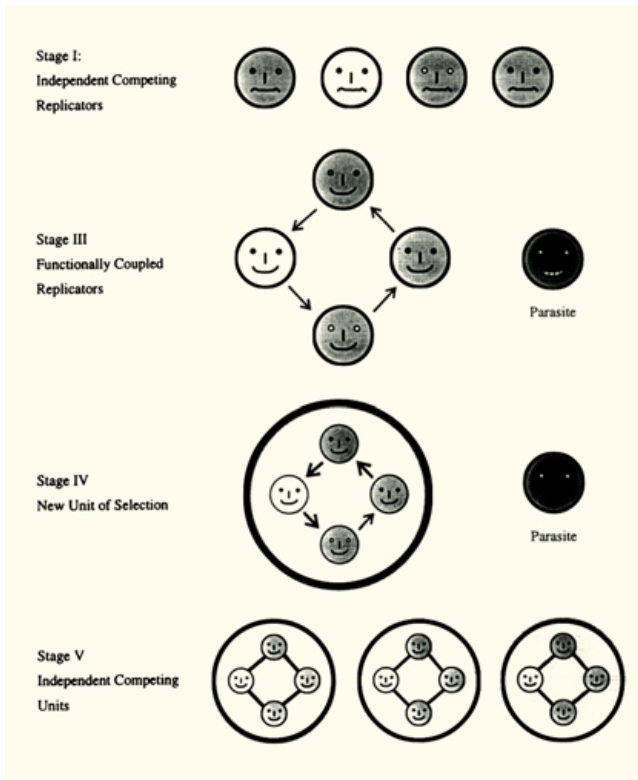 Stage I:
Independent Competing
Replicators
Stage III
Functionally Coupled
Replicators
Parasite
Stage IV
New Unit of Selection
Parasite
Stage V
Independent Competing
Units